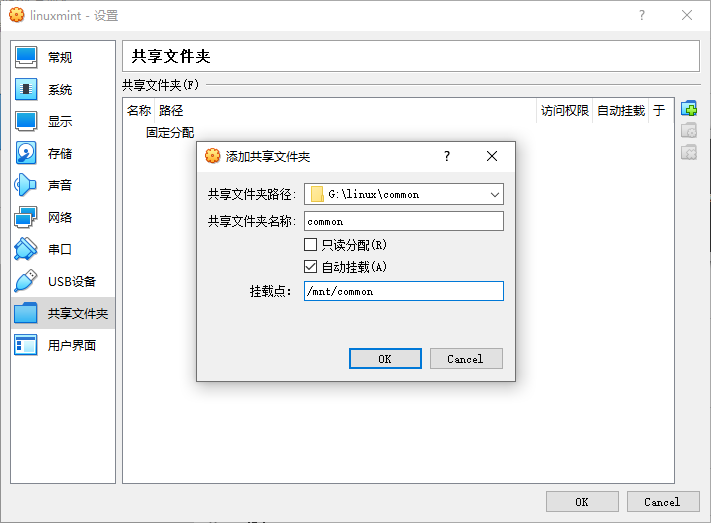 linuxmint - 设置
常规
系统
显示
存储
声音
网络
串口
USB设备
共享文件夹
用户界面
共享文件夹
共享文件夹(F)
名称 路径 访问权限 自动挂载 于
固定分配
添加共享文件夹
共享文件夹路径: G:\linux\common
共享文件夹名称: common
只读分配(R)
自动挂载(A)
挂载点: /mnt/common
OK Cancel
OK Cancel